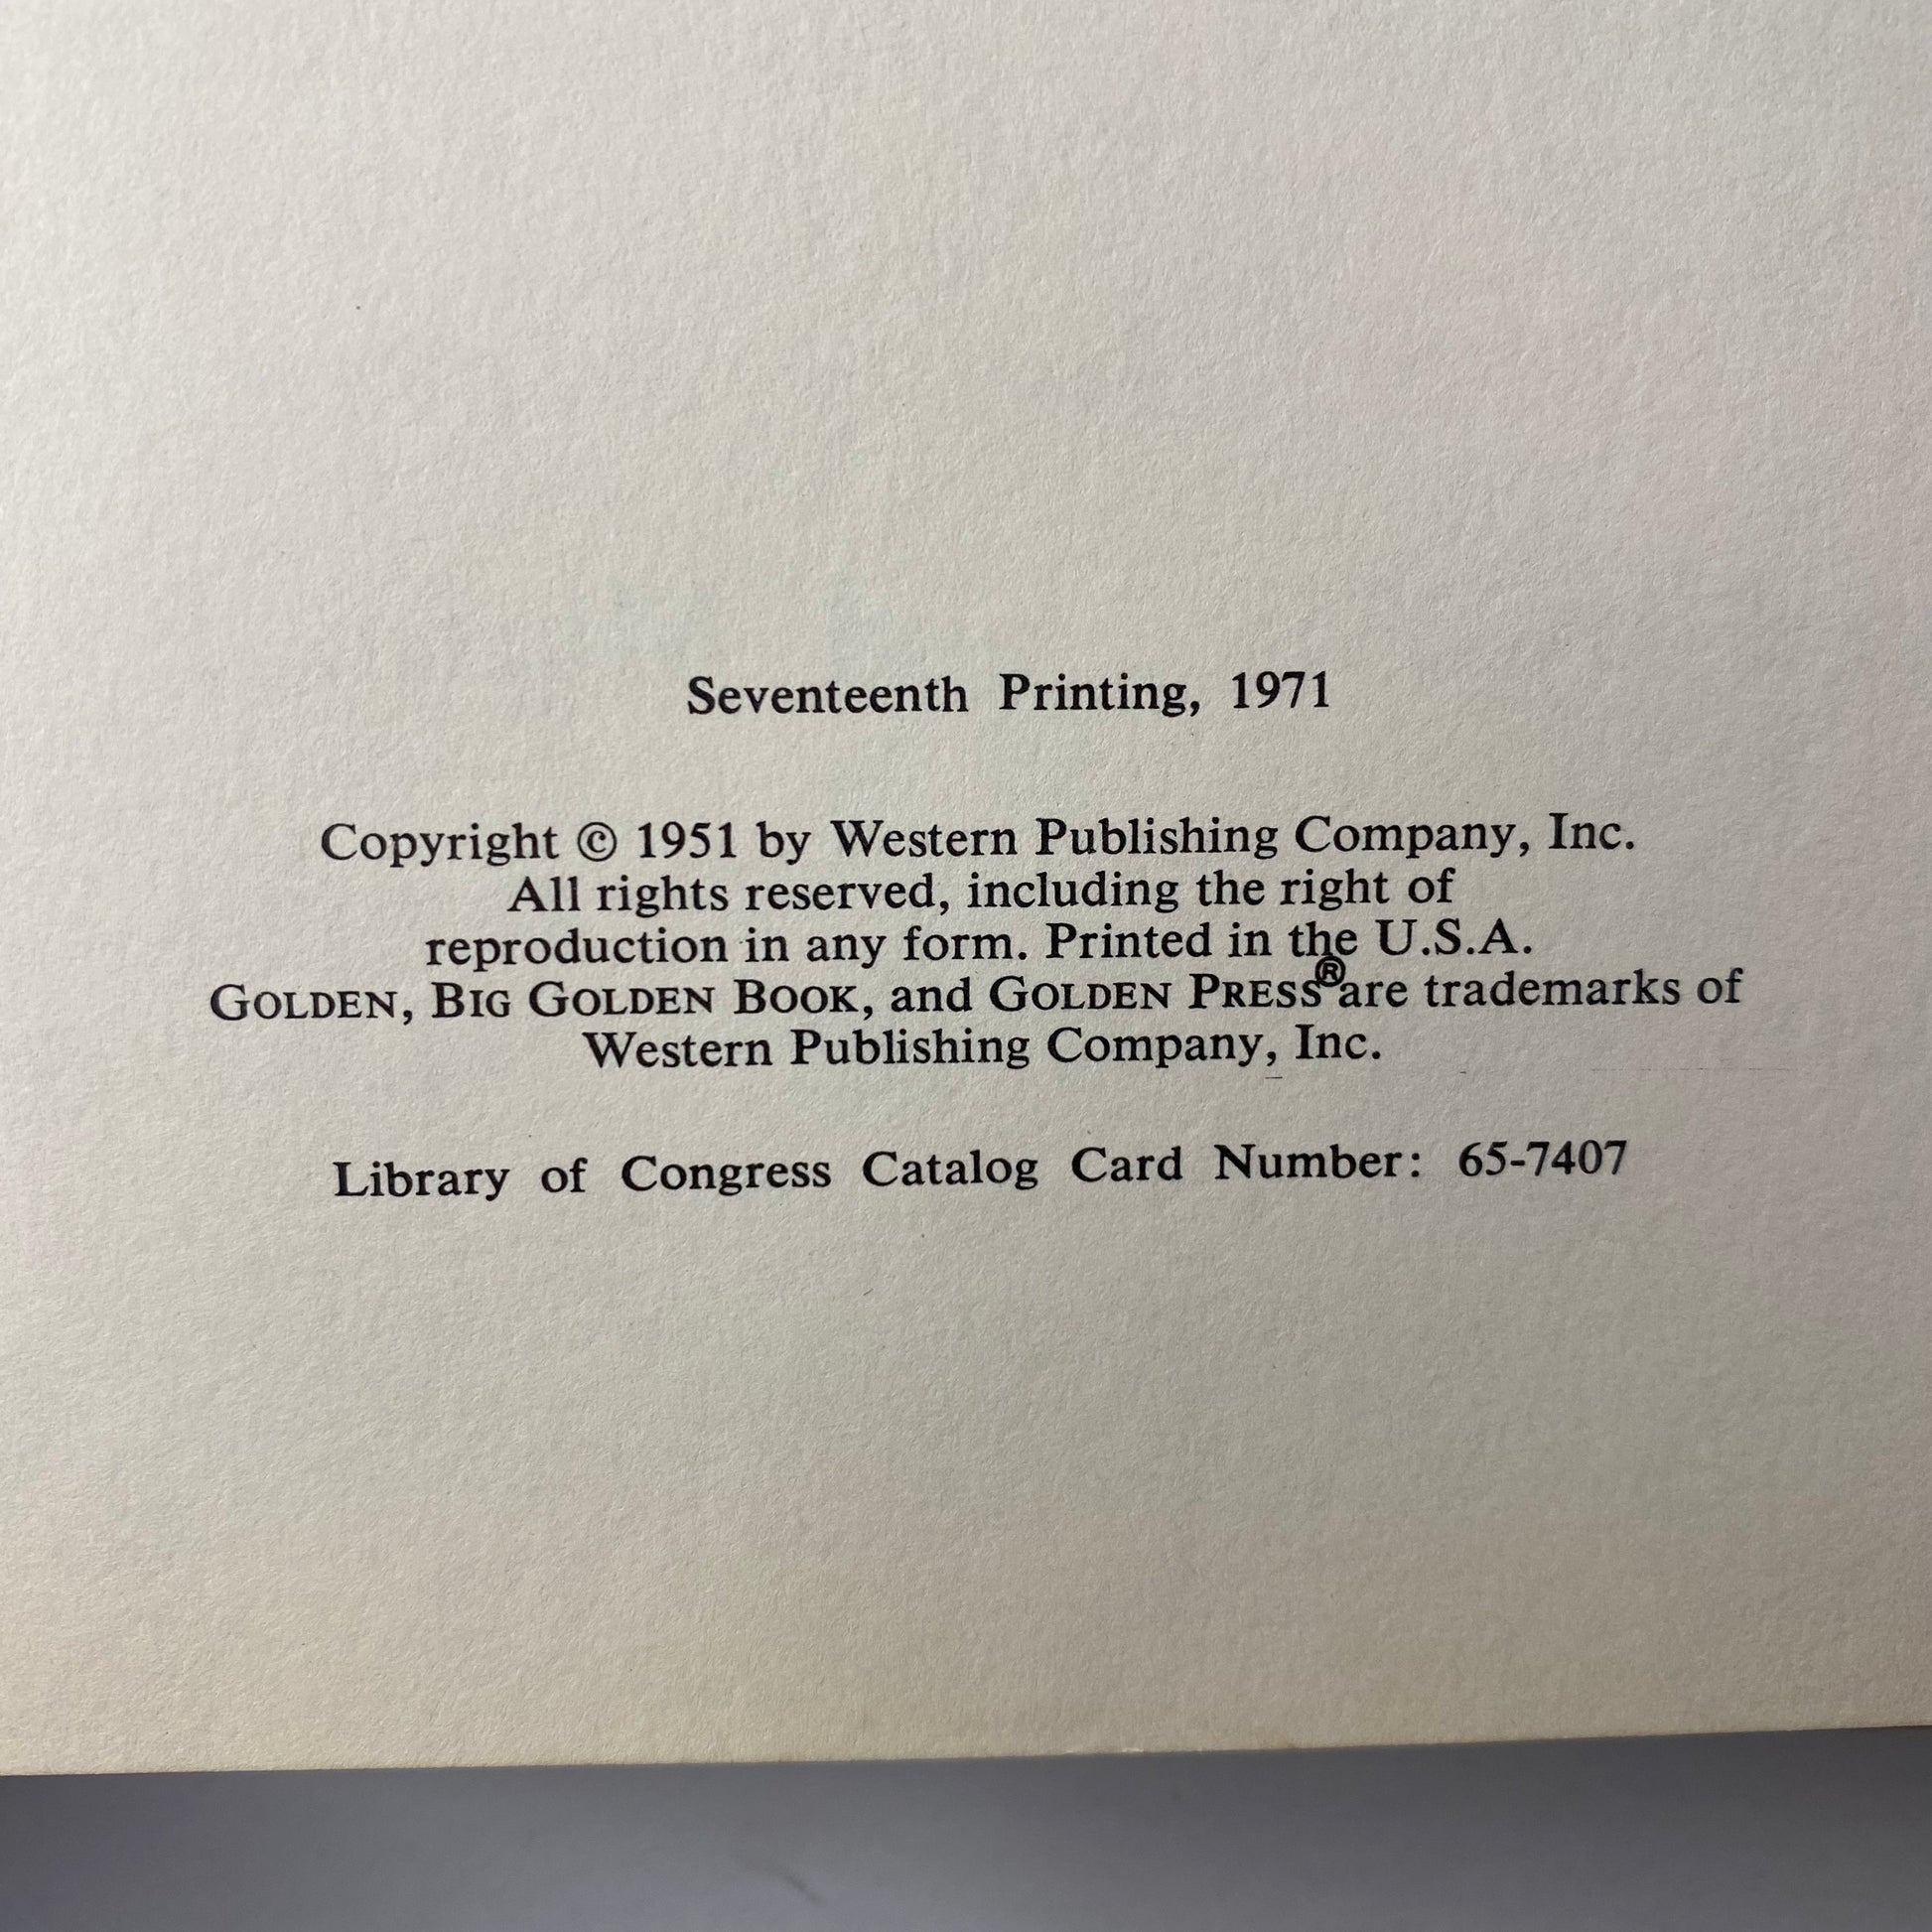 Seventeenth Printing, 1971
Copyright © 1951 by Western Publishing Company, Inc.
All rights reserved, including the right of
reproduction in any form. Printed in the U.S.A.
GOLDEN, BIG GOLDEN BOOK, and GOLDEN PRESS® are trademarks of
Western Publishing Company, Inc.
Library of Congress Catalog Card Number: 65-7407